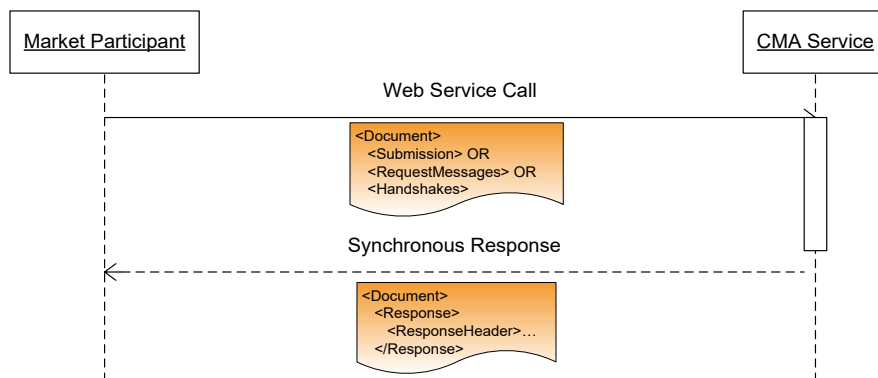 Market Participant
CMA Service
Web Service Call
<Document>
<Submission> OR
<RequestMessages> OR
<Handshakes>
Synchronous Response
<Document>
<Response>
<ResponseHeader>...
</Response>